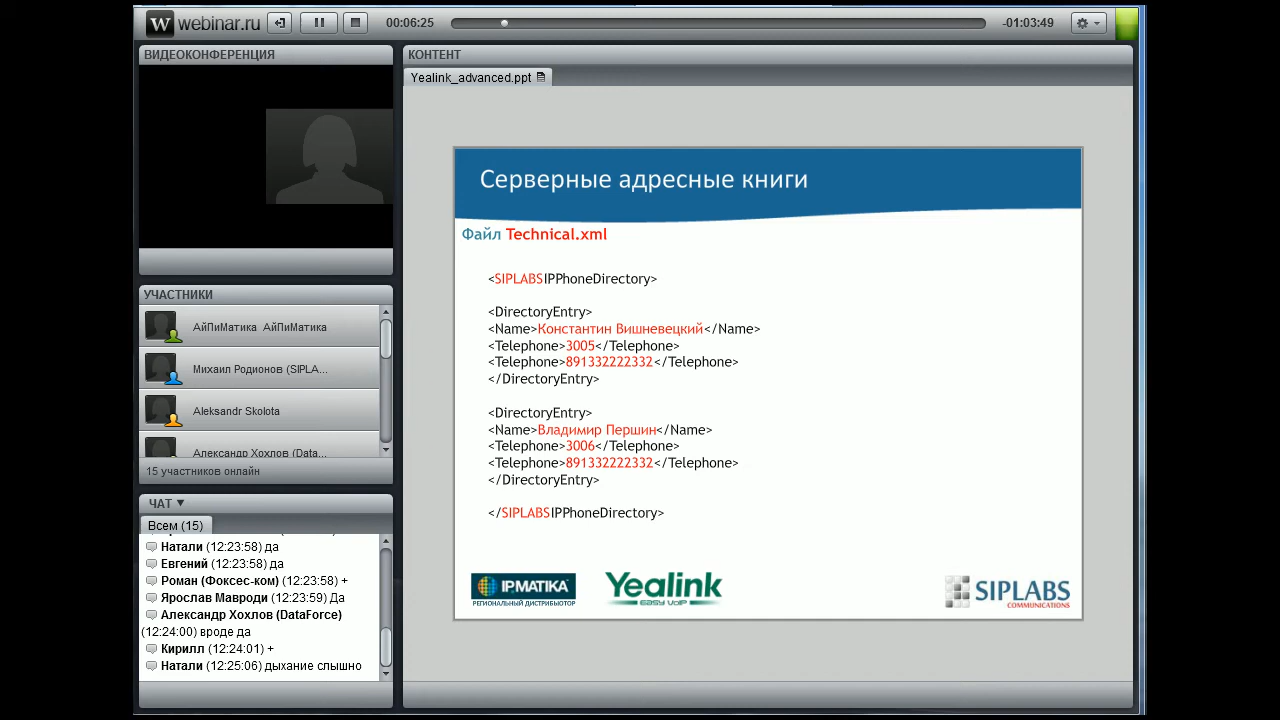 W webinar.ru
00:06:25
-01:03:49
ВИДЕОКОНФЕРЕНЦИЯ
УЧАСТНИКИ
АйПиМатика АйПиМатика
Михаил Родионов (SIPLA...
Aleksandr Skolota
Александр Хохлов (Data...
15 участников онлайн
ЧАТ
Всем (15)
Натали (12:23:58) да
Евгений (12:23:58) да
Роман (Фоксес-ком) (12:23:58) +
Ярослав Мавроди (12:23:59) Да
Александр Хохлов (DataForce)
(12:24:00) вроде да
Кирилл (12:24:01) +
Натали (12:25:06) дыхание слышно
КОНТЕНТ
Yealink_advanced.ppt
Серверные адресные книги
Файл Technical.xml
<SIPLABSIPPhoneDirectory>
<DirectoryEntry>
<Name>Константин Вишневецкий</Name>
<Telephone>3005</Telephone>
<Telephone>891332222332</Telephone>
</DirectoryEntry>
<DirectoryEntry>
<Name>Владимир Першин</Name>
<Telephone>3006</Telephone>
<Telephone>891332222332</Telephone>
</DirectoryEntry>
</SIPLABSIPPhoneDirectory>
IPMATIKA
РЕГИОНАЛЬНЫЙ ДИСТРИБЬЮТОР
Yealink
EASY VOIP
SIPLABS
COMMUNICATIONS